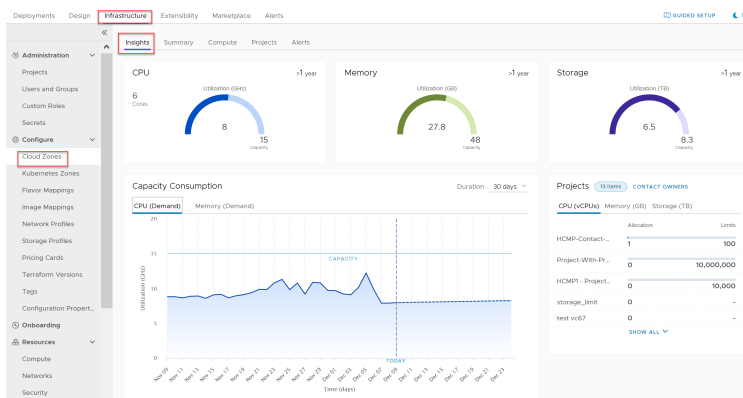 Deployments Design Infrastructure Extensibility Marketplace Alerts GUIDED SETUP
«
Insights Summary Compute Projects Alerts
Administration
Projects
Users and Groups
Custom Roles
Secrets
Configure
Cloud Zones
Kubernetes Zones
Flavor Mappings
Image Mappings
Network Profiles
Storage Profiles
Pricing Cards
Terraform Versions
Tags
Configuration Propert...
Onboarding
Resources
Compute
Networks
Security
CPU >1 year
6
Cores
Utilization (GHz)
8
15
Capacity
Memory >1 year
Utilization (GB)
27.8
48
Capacity
Storage >1 year
Utilization (TB)
6.5
8.3
Capacity
Capacity Consumption Duration 30 days
CPU (Demand) Memory (Demand)
Utilization (GHz)
20
15
10
5
0
CAPACITY
TODAY
Nov 09 Nov 11 Nov 13 Nov 15 Nov 17 Nov 19 Nov 21 Nov 23 Nov 25 Nov 27 Nov 29 Dec 01 Dec 03 Dec 05 Dec 07 Dec 09 Dec 11 Dec 13 Dec 15 Dec 17 Dec 19 Dec 21 Dec 23
Time (days)
Projects 13 items CONTACT OWNERS
CPU (vCPUs) Memory (GB) Storage (TB)
Allocation Limits
HCMP-Contact-... 1 100
Project-With-Pr... 0 10,000,000
HCMP1 - Project... 0 10,000
storage_limit 0 -
test vc67 0 -
SHOW ALL